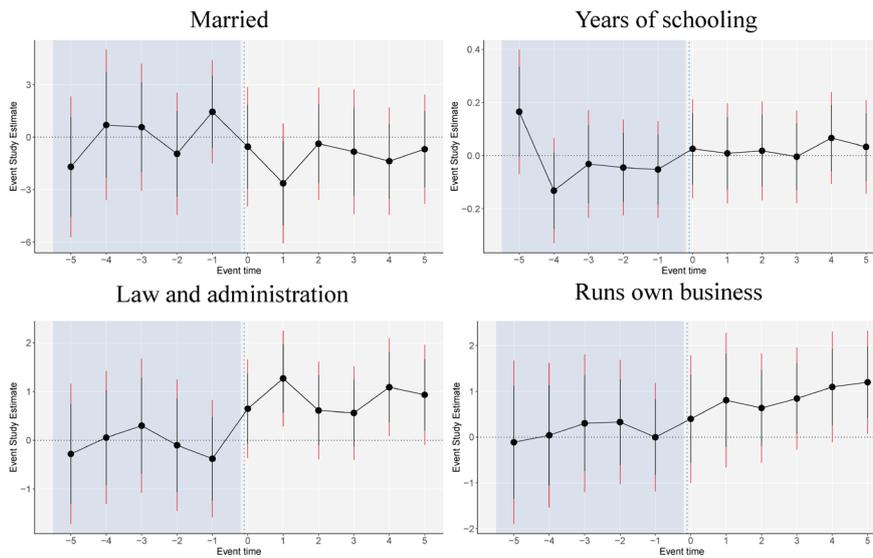 Married
Event Study Estimate
3
0
−3
−6
−5 −4 −3 −2 −1 0 1 2 3 4 5
Event time
Years of schooling
Event Study Estimate
0.4
0.2
0.0
−0.2
−5 −4 −3 −2 −1 0 1 2 3 4 5
Event time
Law and administration
Event Study Estimate
2
1
0
−1
−5 −4 −3 −2 −1 0 1 2 3 4 5
Event time
Runs own business
Event Study Estimate
2
1
0
−1
−2
−5 −4 −3 −2 −1 0 1 2 3 4 5
Event time